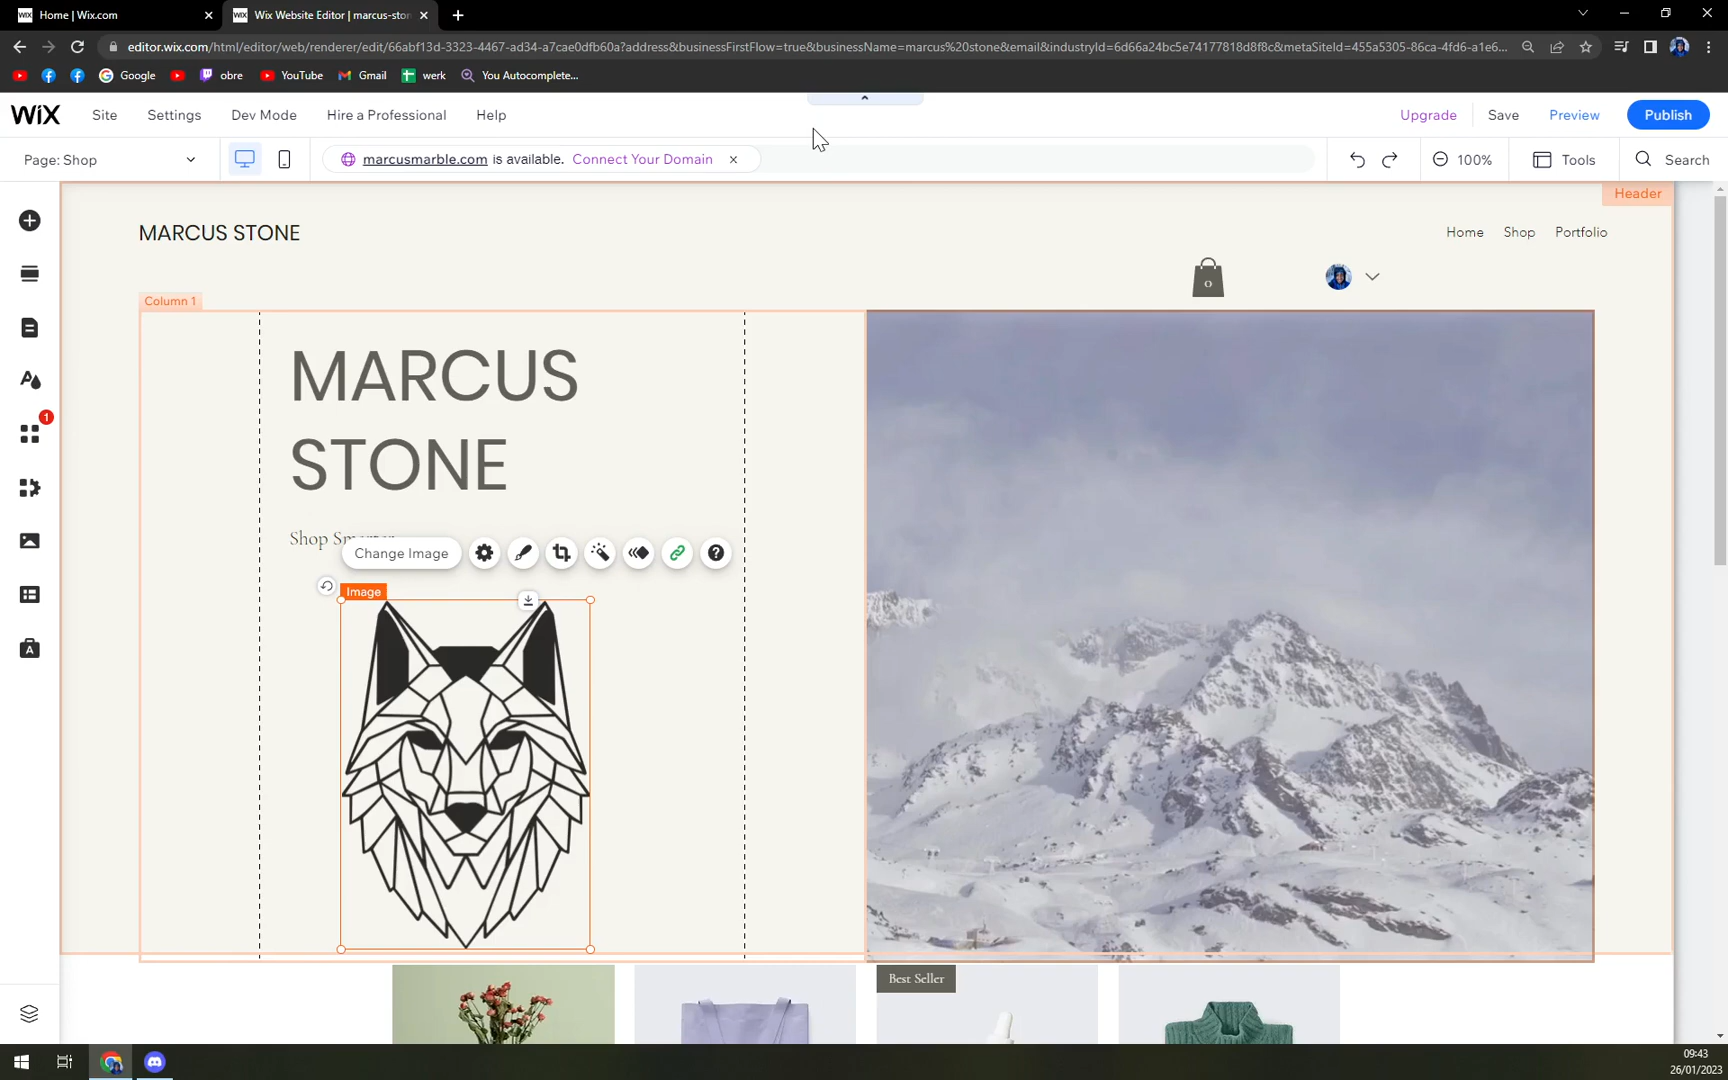 Home | Wix.com
Wix Website Editor | marcus-ston
editor.wix.com/html/editor/web/renderer/edit/66abf13d-3323-4467-ad34-a7cae0dfb60a?address&businessFirstFlow=true&businessName=marcus%20stone&email&industryId=6d66a24bc5e74177818d8f8c&metaSiteId=455a5305-86ca-4fd6-a1e6...
Google
obre
YouTube
Gmail
werk
You Autocomplete...
WiX
Site
Settings
Dev Mode
Hire a Professional
Help
Upgrade
Save
Preview
Publish
Page: Shop
marcusmarble.com is available. Connect Your Domain
100%
Tools
Search
Header
MARCUS STONE
Home
Shop
Portfolio
0
Column 1
MARCUS
STONE
Shop Smarter
Change Image
Image
1
Best Seller
09:43
26/01/2023